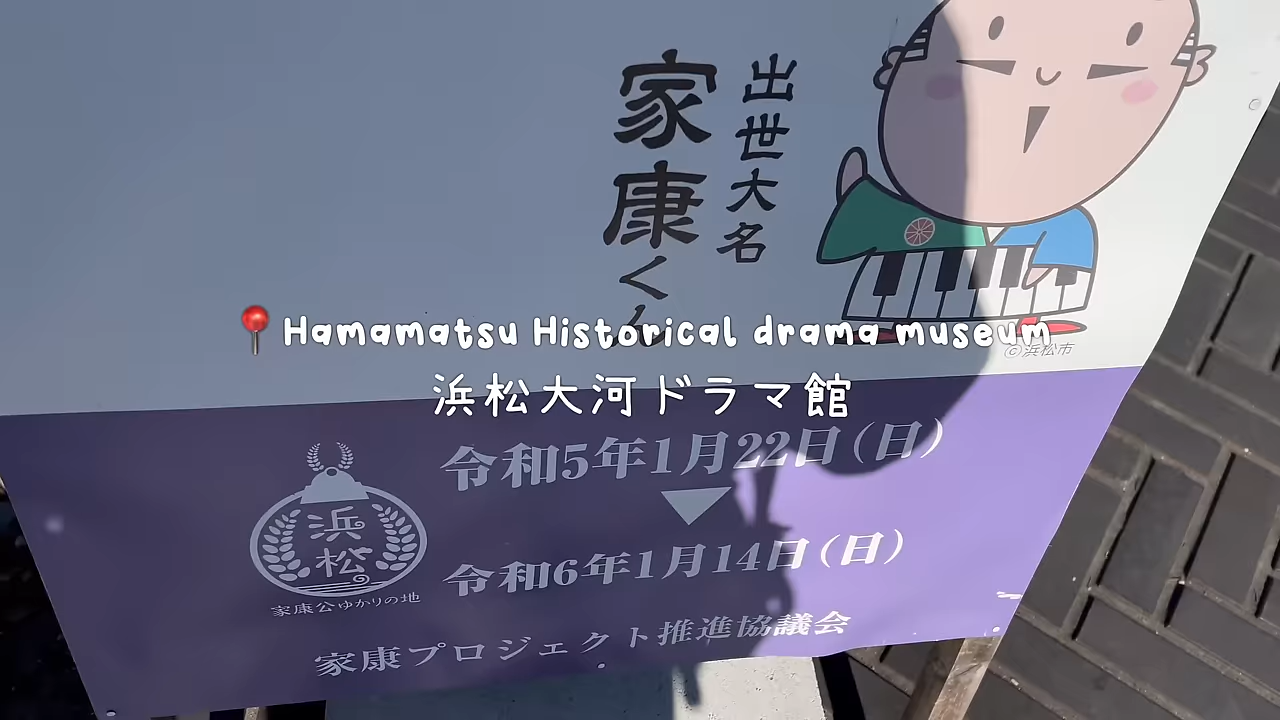 出世大名
家康くん
📍Hamamatsu Historical drama museum
©浜松市
浜松大河ドラマ館
令和5年1月22日(日)
▼
令和6年1月14日(日)
浜松
家康公ゆかりの地
家康プロジェクト推進協議会